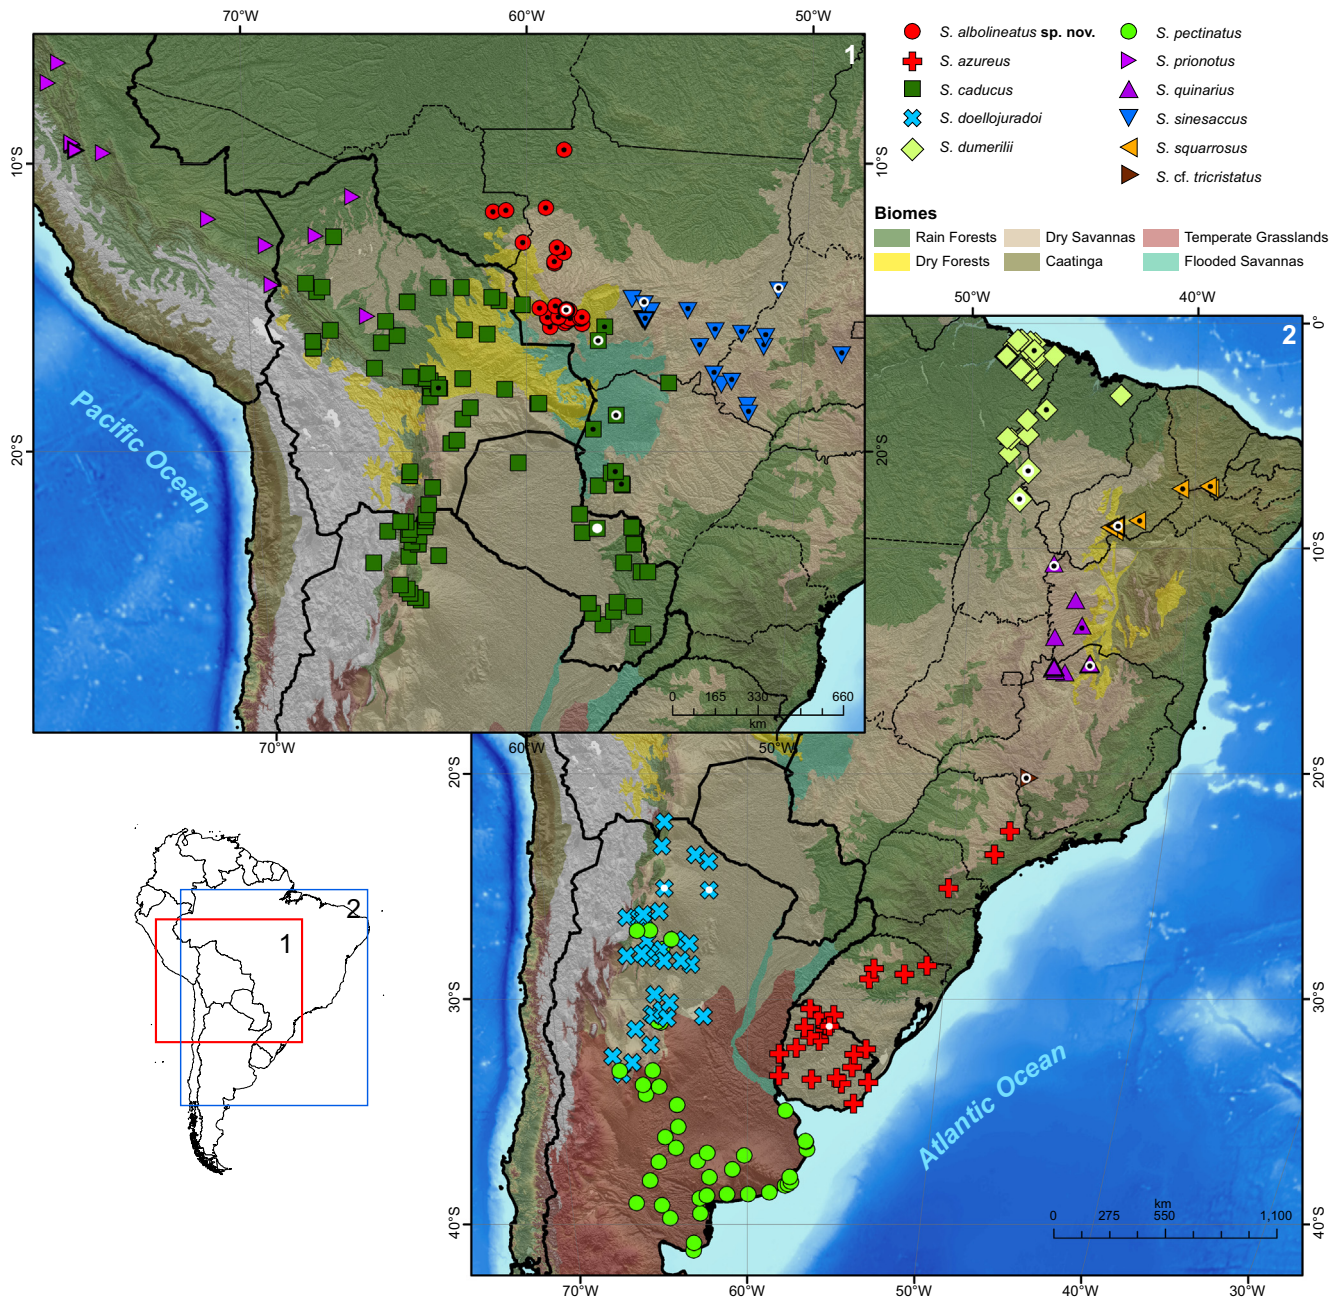 70°W
60°W
50°W
1
10°S
10°S
20°S
20°S
Pacific Ocean
0
165
330
660
km
S. albolineatus sp. nov.
S. azureus
S. caducus
S. doellojuradoi
S. dumerilii
S. pectinatus
S. prionotus
S. quinarius
S. sinesaccus
S. squarrosus
S. cf. tricristatus
Biomes
Rain Forests
Dry Savannas
Temperate Grasslands
Dry Forests
Caatinga
Flooded Savannas
50°W
40°W
0°
2
10°S
70°W
60°W
50°W
20°S
20°S
30°S
30°S
40°S
40°S
Atlantic Ocean
km
0
275
550
1,100
70°W
60°W
50°W
40°W
30°W
1
2